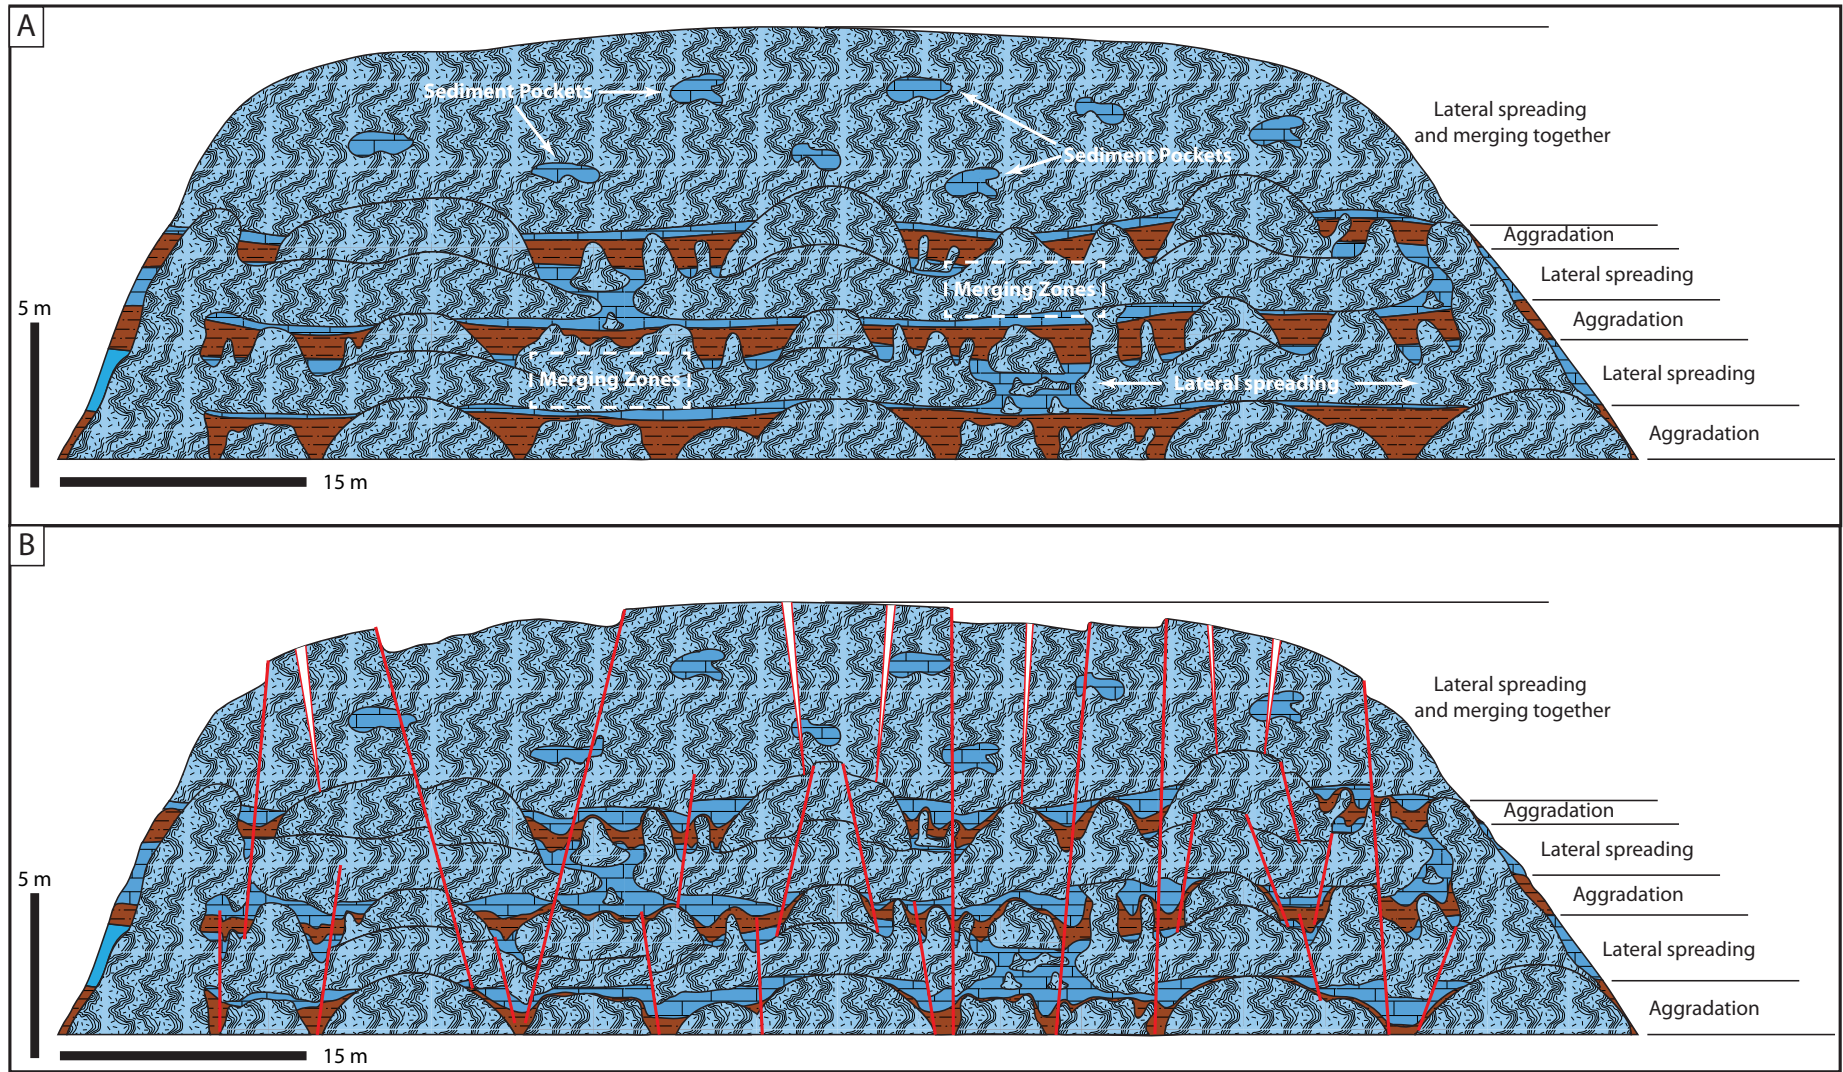 A
Sediment Pockets
Sediment Pockets
Lateral spreading
and merging together
Aggradation
Lateral spreading
Merging Zones
Aggradation
5 m
Merging Zones
Lateral spreading
Lateral spreading
Aggradation
15 m
B
Lateral spreading
and merging together
Aggradation
Lateral spreading
5 m
Aggradation
Lateral spreading
Aggradation
15 m